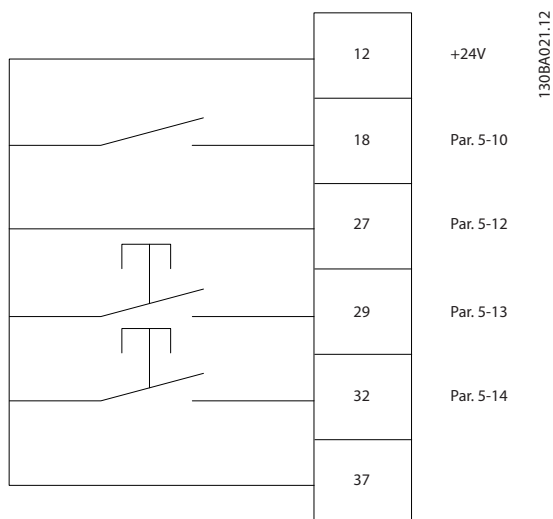 130BA021.12
12 +24V
18 Par. 5-10
27 Par. 5-12
29 Par. 5-13
32 Par. 5-14
37